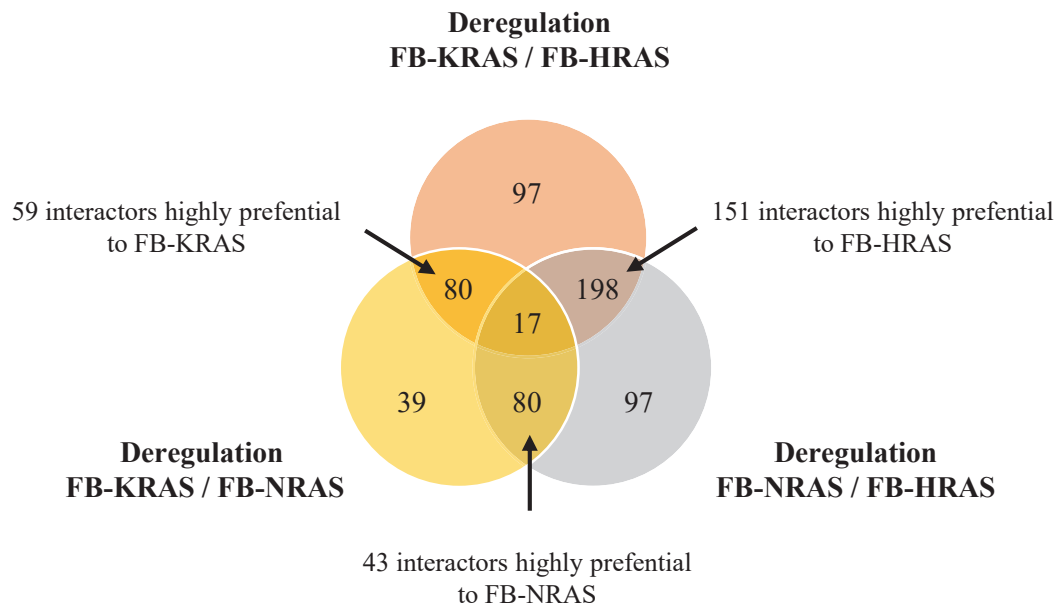 Deregulation
FB-KRAS / FB-HRAS
97
59 interactors highly prefential
to FB-KRAS
151 interactors highly prefential
to FB-HRAS
80
198
17
39
80
97
Deregulation
FB-KRAS / FB-NRAS
Deregulation
FB-NRAS / FB-HRAS
43 interactors highly prefential
to FB-NRAS